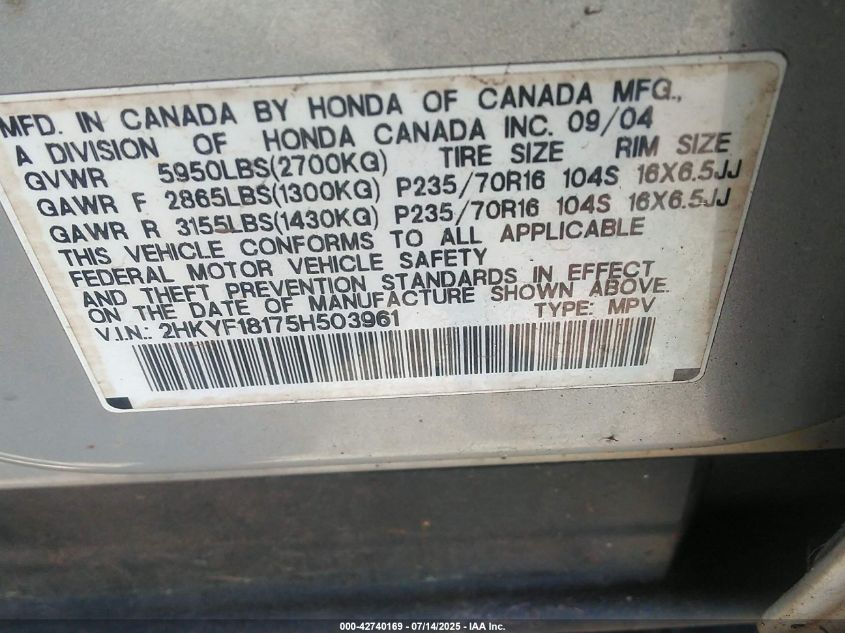 MFD. IN CANADA BY HONDA OF CANADA MFG.,
A DIVISION OF HONDA CANADA INC. 09/04
GVWR 5950LBS(2700KG) TIRE SIZE RIM SIZE
GAWR F 2865LBS(1300KG) P235/70R16 104S 16X6.5JJ
GAWR R 3155LBS(1430KG) P235/70R16 104S 16X6.5JJ
THIS VEHICLE CONFORMS TO ALL APPLICABLE
FEDERAL MOTOR VEHICLE SAFETY
AND THEFT PREVENTION STANDARDS IN EFFECT
ON THE DATE OF MANUFACTURE SHOWN ABOVE.
V.I.N.: 2HKYF18175H503961 TYPE: MPV
000-42740169 - 07/14/2025 - IAA Inc.